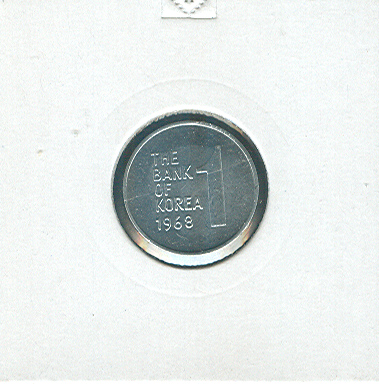 THE
BANK
OF
KOREA
1968
1